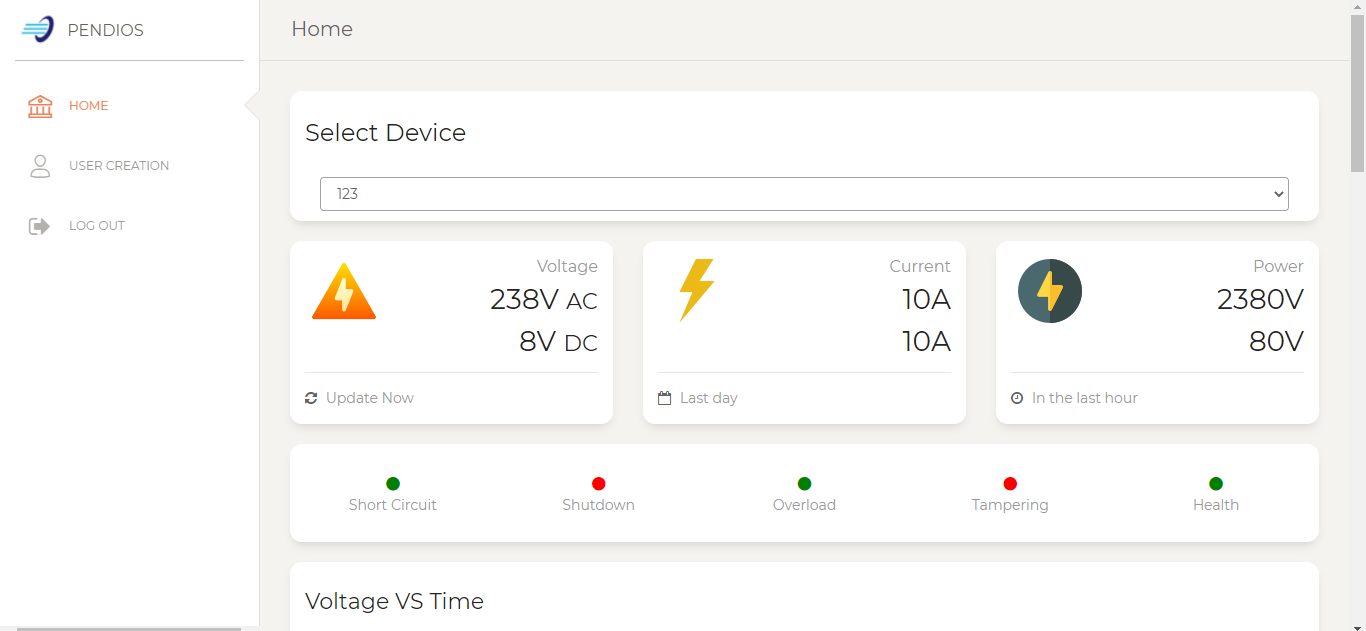 PENDIOS
Home
HOME
USER CREATION
LOG OUT
Select Device
123
Voltage
238V AC
8V DC
Update Now
Current
10A
10A
Last day
Power
2380V
80V
In the last hour
Short Circuit
Shutdown
Overload
Tampering
Health
Voltage VS Time